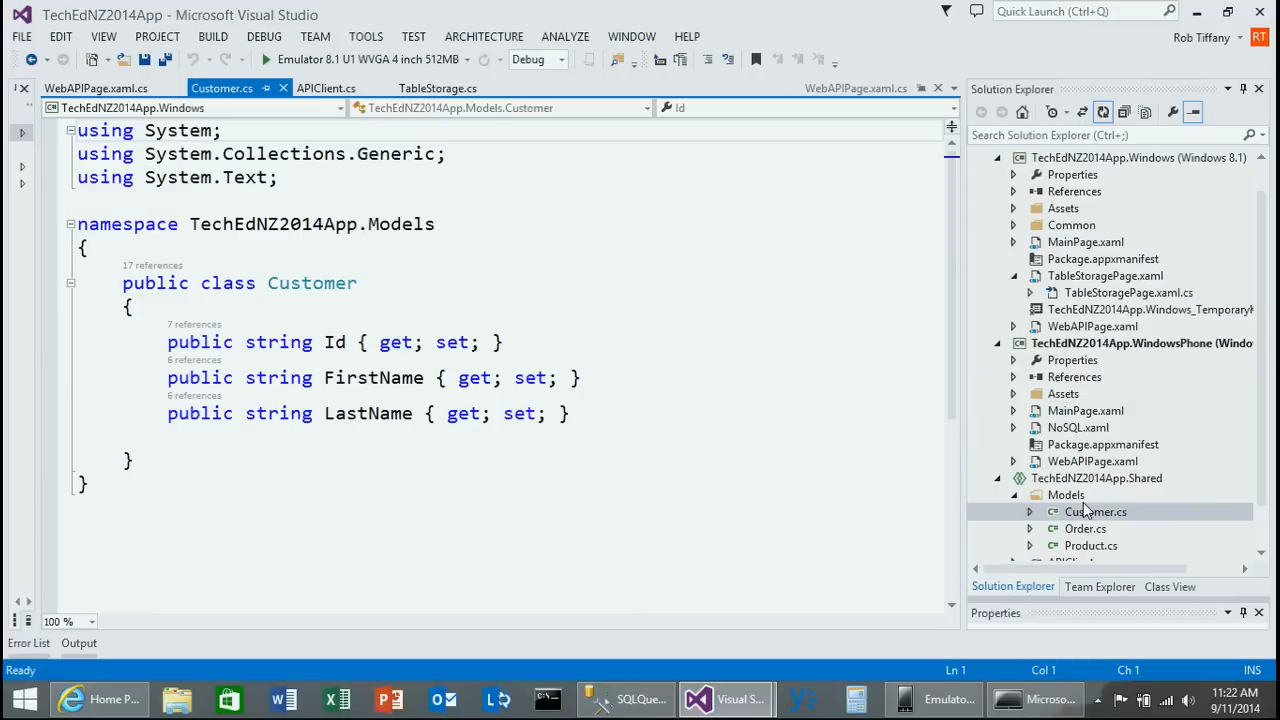 TechEdNZ2014App - Microsoft Visual Studio
Quick Launch (Ctrl+Q)
FILE EDIT VIEW PROJECT BUILD DEBUG TEAM TOOLS TEST ARCHITECTURE ANALYZE WINDOW HELP
Rob Tiffany RT
Emulator 8.1 U1 WVGA 4 inch 512MB Debug
WebAPIPage.xaml.cs Customer.cs APIClient.cs TableStorage.cs WebAPIPage.xaml.cs
TechEdNZ2014App.Windows TechEdNZ2014App.Models.Customer Id
using System;
using System.Collections.Generic;
using System.Text;
namespace TechEdNZ2014App.Models
{
17 references
public class Customer
{
7 references
public string Id { get; set; }
6 references
public string FirstName { get; set; }
6 references
public string LastName { get; set; }
}
}
100 %
Solution Explorer
Search Solution Explorer (Ctrl+;)
TechEdNZ2014App.Windows (Windows 8.1)
Properties
References
Assets
Common
MainPage.xaml
Package.appxmanifest
TableStoragePage.xaml
TableStoragePage.xaml.cs
TechEdNZ2014App.Windows_Temporary
WebAPIPage.xaml
TechEdNZ2014App.WindowsPhone (Windo
Properties
References
Assets
MainPage.xaml
NoSQL.xaml
Package.appxmanifest
WebAPIPage.xaml
TechEdNZ2014App.Shared
Models
Customer.cs
Order.cs
Product.cs
Solution Explorer Team Explorer Class View
Properties
Error List Output
Ready Ln 1 Col 1 Ch 1 INS
Home P... SQLQue... Visual S... Emulato... Microso...
11:22 AM
9/11/2014